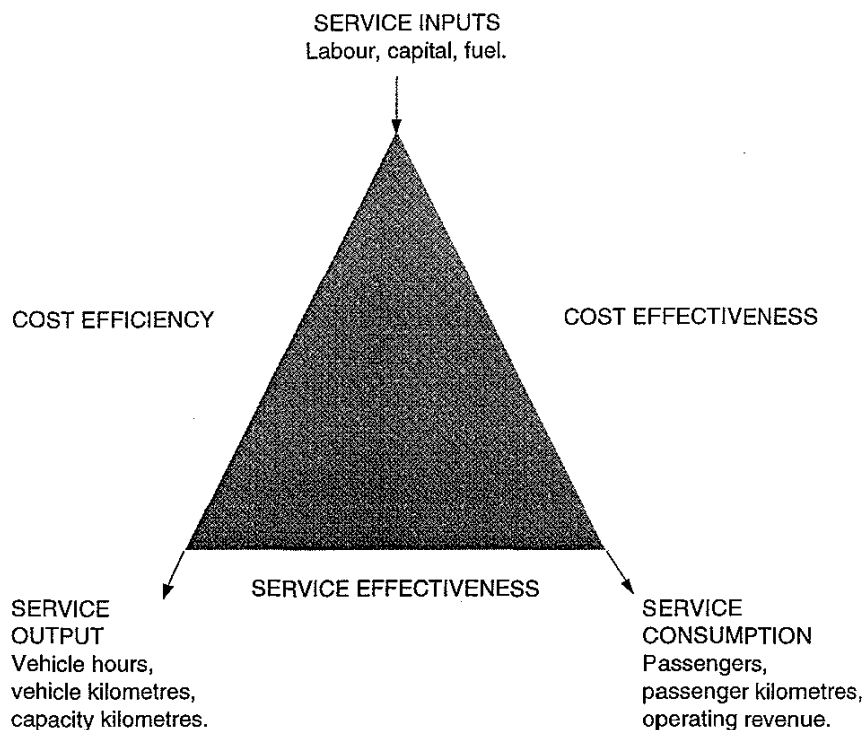 SERVICE INPUTS
Labour, capital, fuel.
COST EFFICIENCY
COST EFFECTIVENESS
SERVICE EFFECTIVENESS
SERVICE
OUTPUT
Vehicle hours,
vehicle kilometres,
capacity kilometres.
SERVICE
CONSUMPTION
Passengers,
passenger kilometres,
operating revenue.